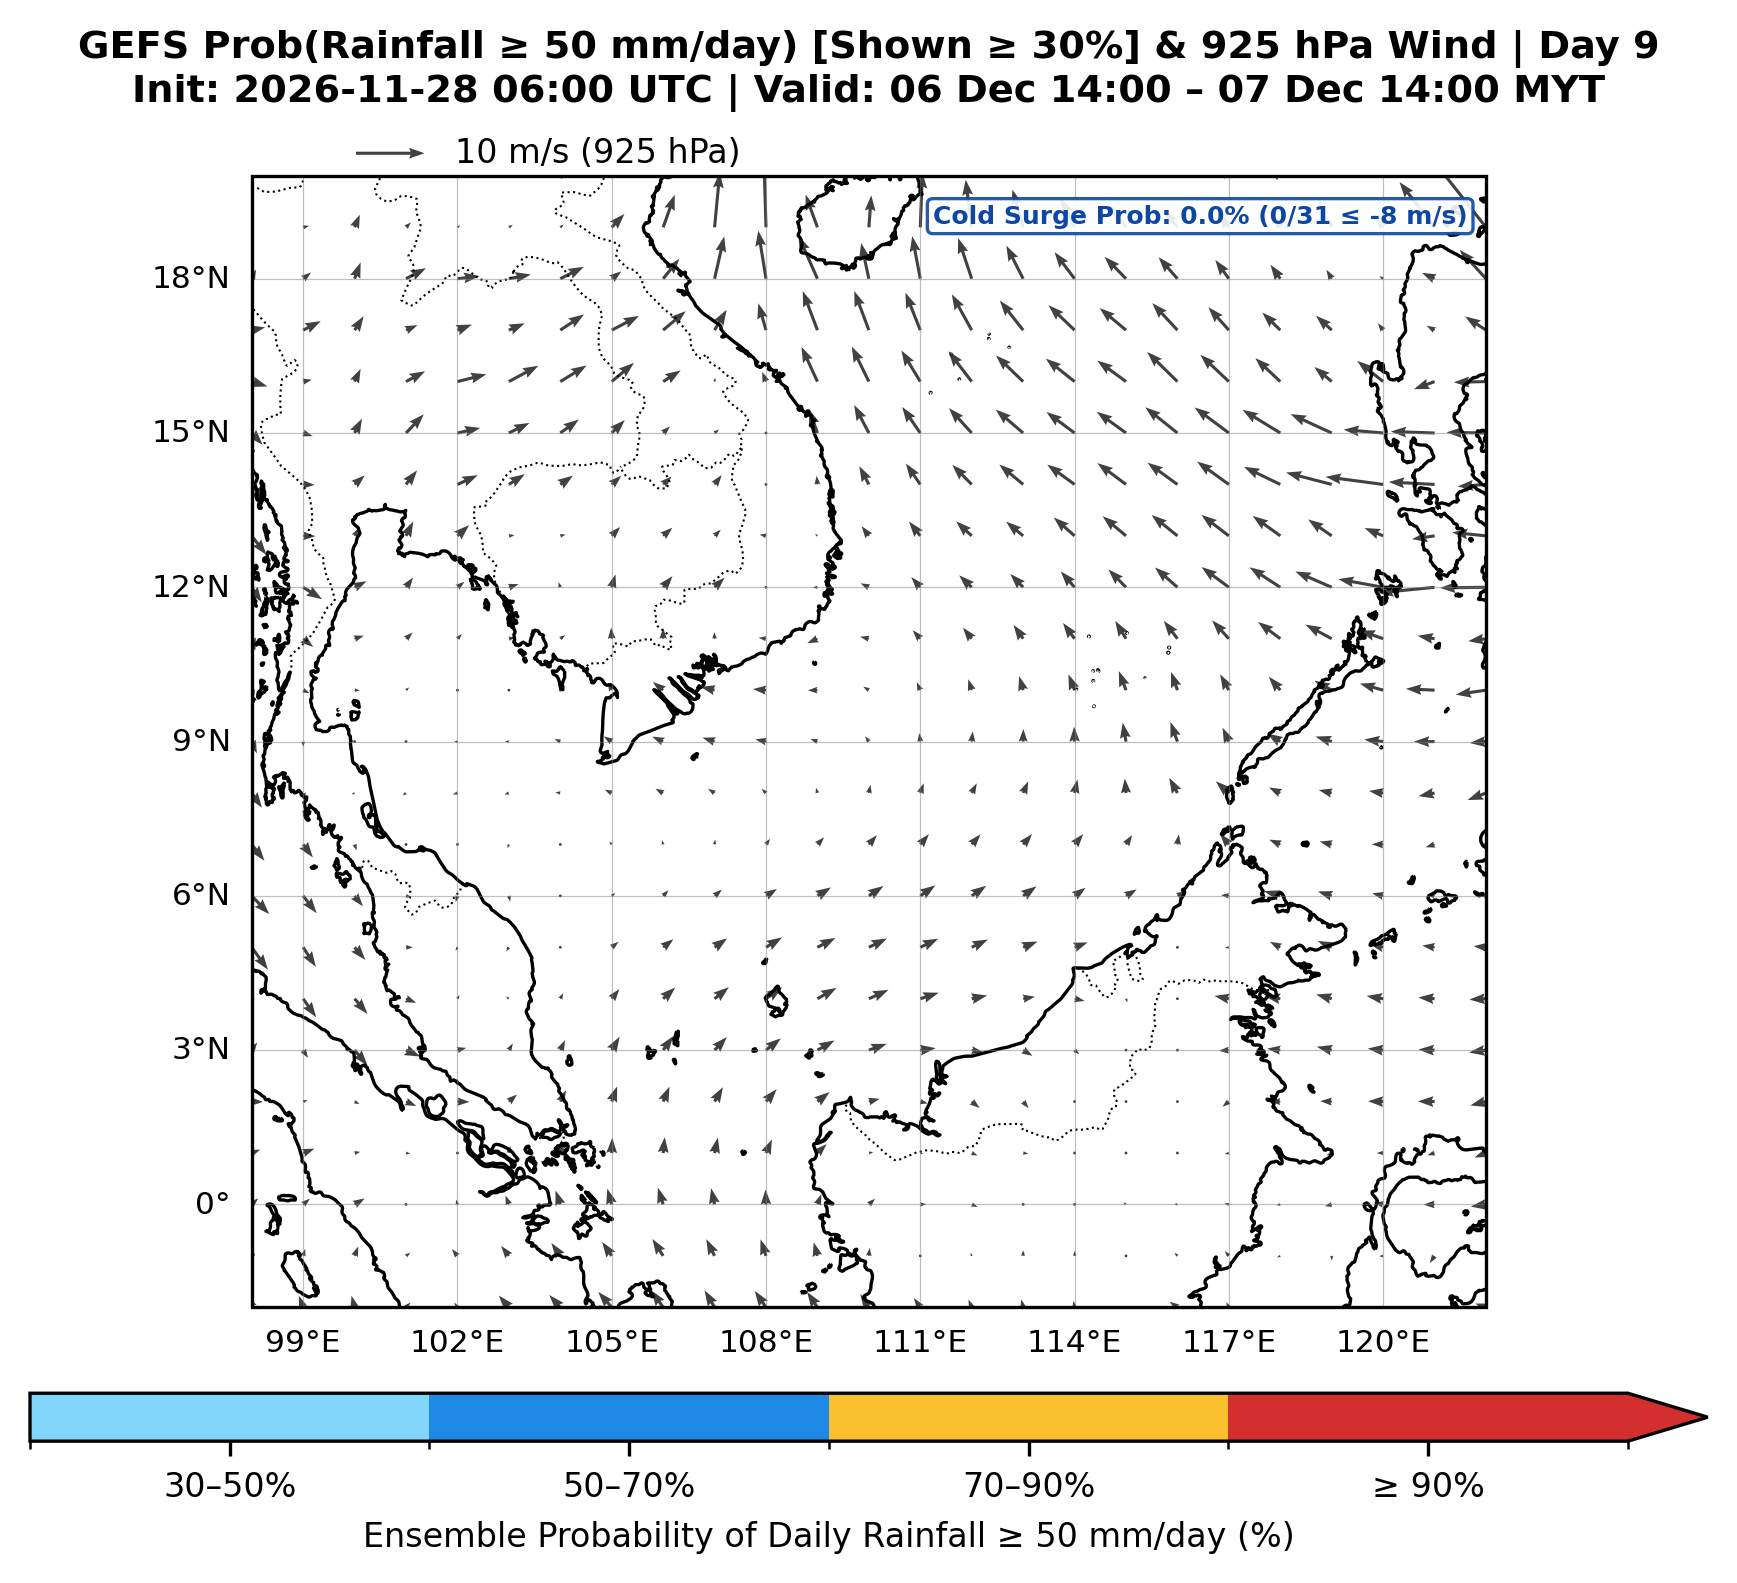 GEFS Prob(Rainfall ≥ 50 mm/day) [Shown ≥ 30%] & 925 hPa Wind | Day 9
Init: 2026-11-28 06:00 UTC | Valid: 06 Dec 14:00 – 07 Dec 14:00 MYT
10 m/s (925 hPa)
Cold Surge Prob: 0.0% (0/31 ≤ -8 m/s)
18°N
15°N
12°N
9°N
6°N
3°N
0°
99°E 102°E 105°E 108°E 111°E 114°E 117°E 120°E
30–50% 50–70% 70–90% ≥ 90%
Ensemble Probability of Daily Rainfall ≥ 50 mm/day (%)